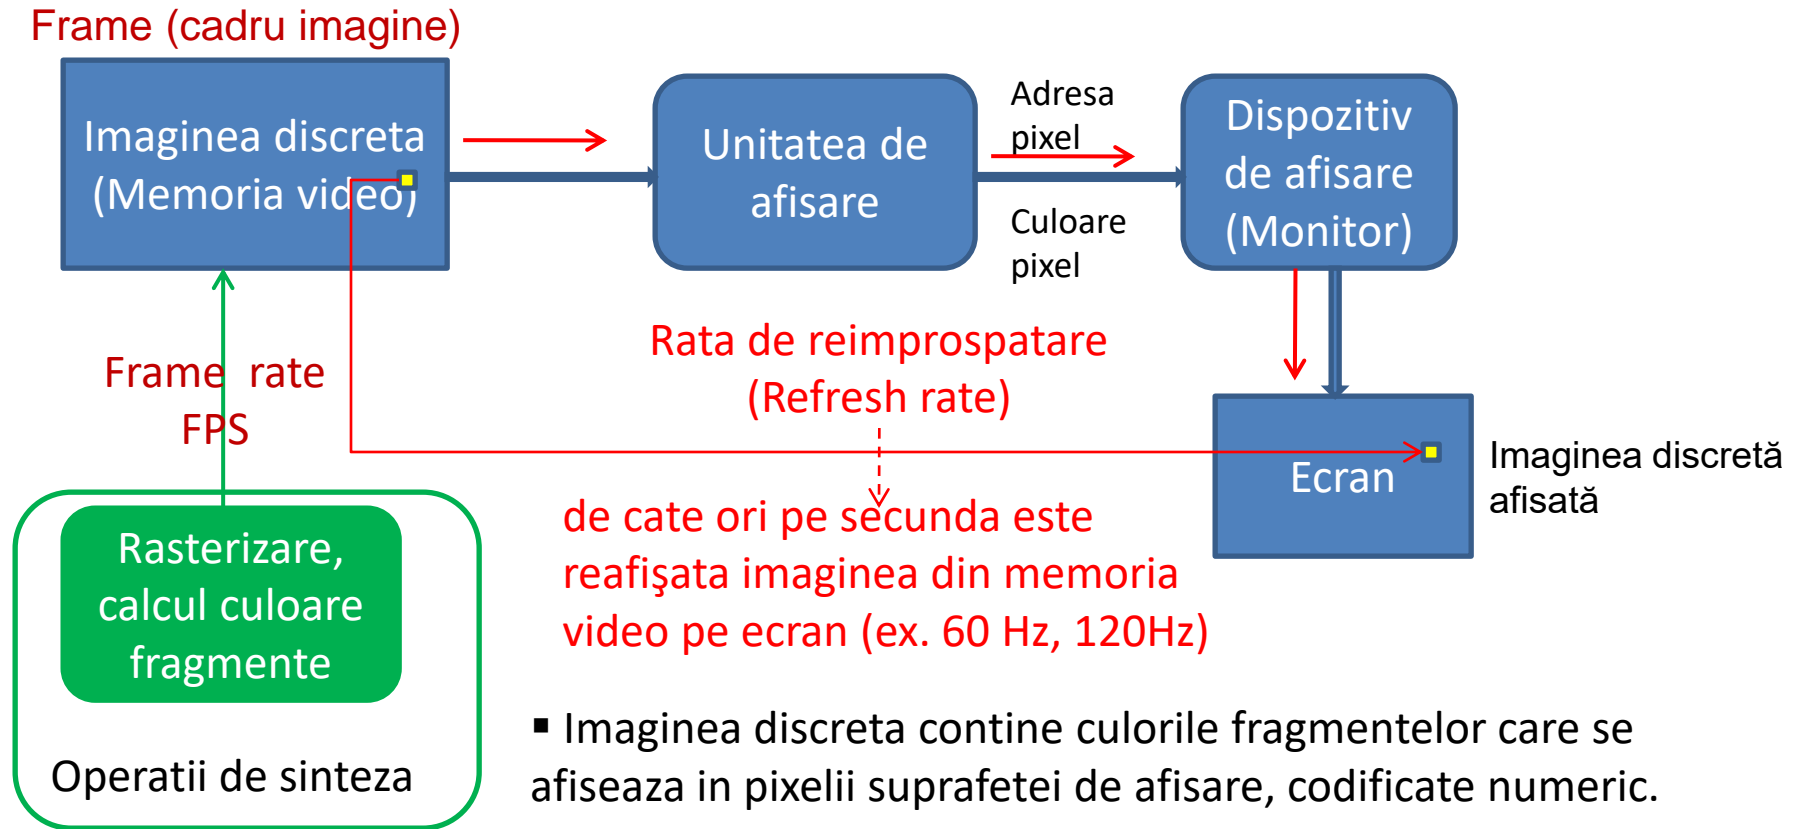 Frame (cadru imagine)
Imaginea discreta
(Memoria video)
Unitatea de
afisare
Adresa
pixel
Culoare
pixel
Dispozitiv
de afisare
(Monitor)
Frame rate
FPS
Rata de reimprospatare
(Refresh rate)
Ecran
Imaginea discretă
afisată
de cate ori pe secunda este
reafişata imaginea din memoria
video pe ecran (ex. 60 Hz, 120Hz)
Rasterizare,
calcul culoare
fragmente
Operatii de sinteza
▪ Imaginea discreta contine culorile fragmentelor care se
afiseaza in pixelii suprafetei de afisare, codificate numeric.